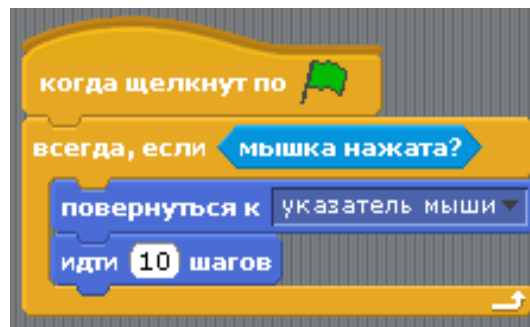 когда щелкнут по
всегда, если мышка нажата?
повернуться к указатель мыши
идти 10 шагов